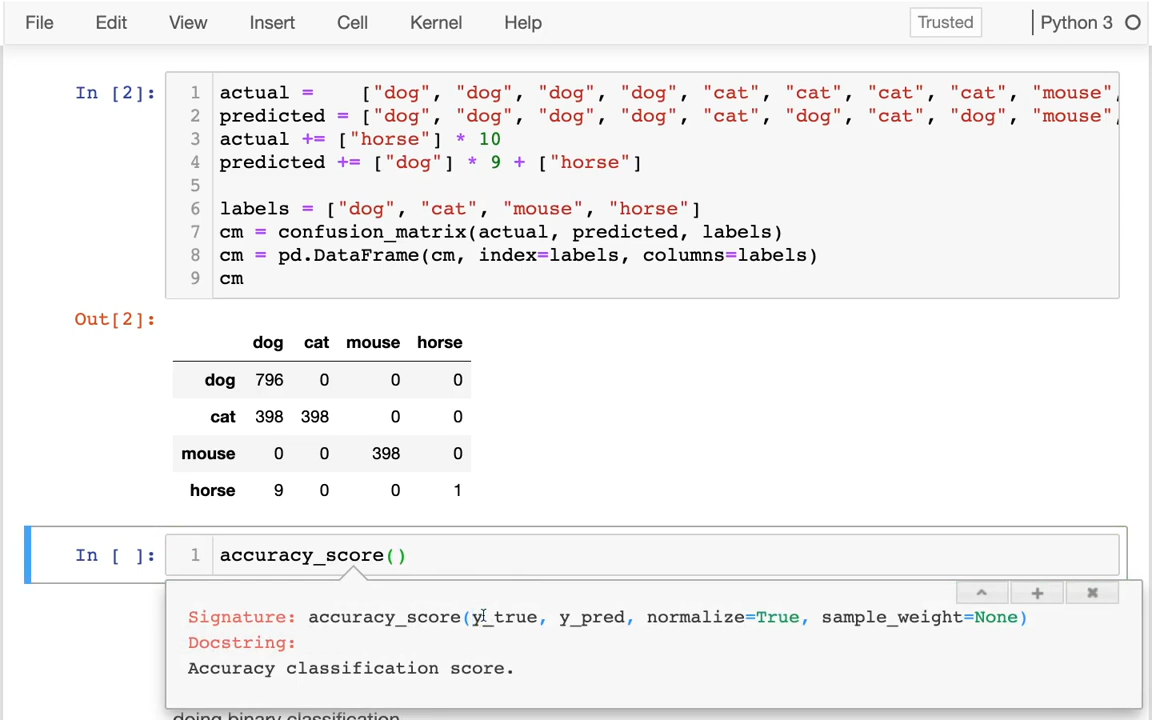 File Edit View Insert Cell Kernel Help Trusted Python 3
In [2]:
1 actual =    ["dog", "dog", "dog", "dog", "cat", "cat", "cat", "cat", "mouse",
2 predicted = ["dog", "dog", "dog", "dog", "cat", "dog", "cat", "dog", "mouse",
3 actual += ["horse"] * 10
4 predicted += ["dog"] * 9 + ["horse"]
5
6 labels = ["dog", "cat", "mouse", "horse"]
7 cm = confusion_matrix(actual, predicted, labels)
8 cm = pd.DataFrame(cm, index=labels, columns=labels)
9 cm
Out[2]:
dog cat mouse horse
dog 796 0 0 0
cat 398 398 0 0
mouse 0 0 398 0
horse 9 0 0 1
In [ ]: 1 accuracy_score()
Signature: accuracy_score(y_true, y_pred, normalize=True, sample_weight=None)
Docstring:
Accuracy classification score.
doing binary classification